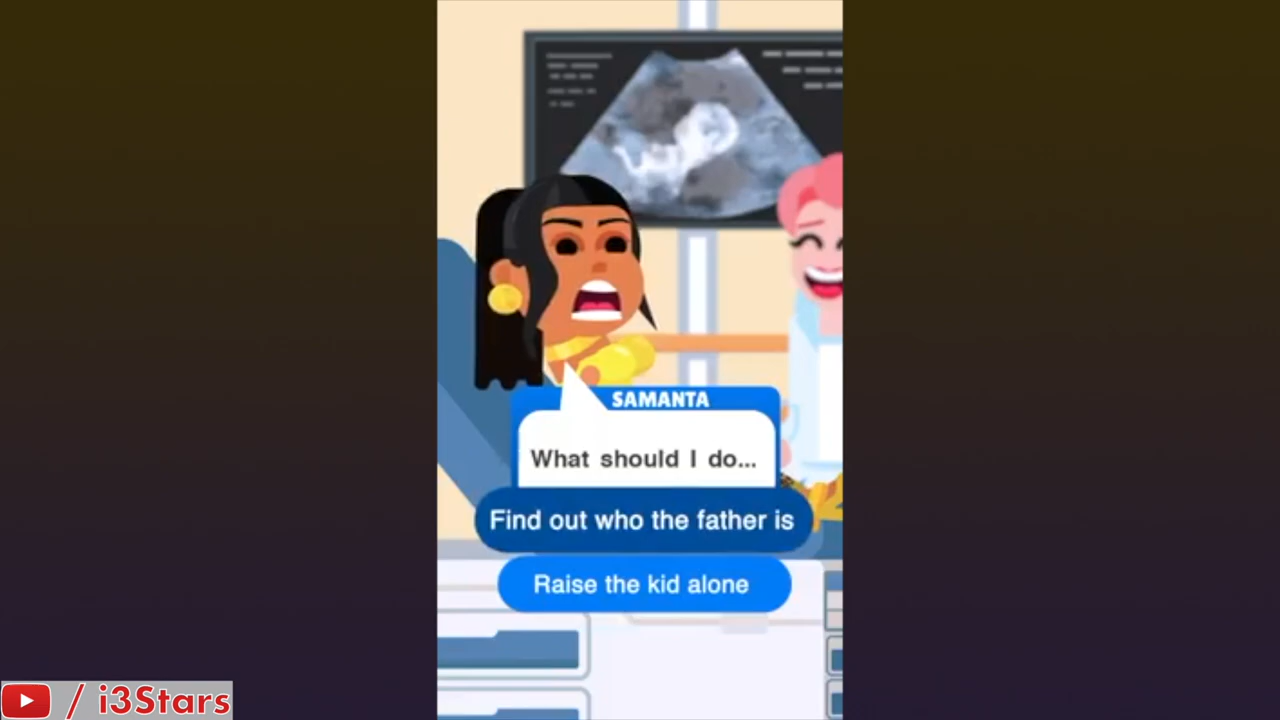 SAMANTA
What should I do...
Find out who the father is
Raise the kid alone
/ i3Stars